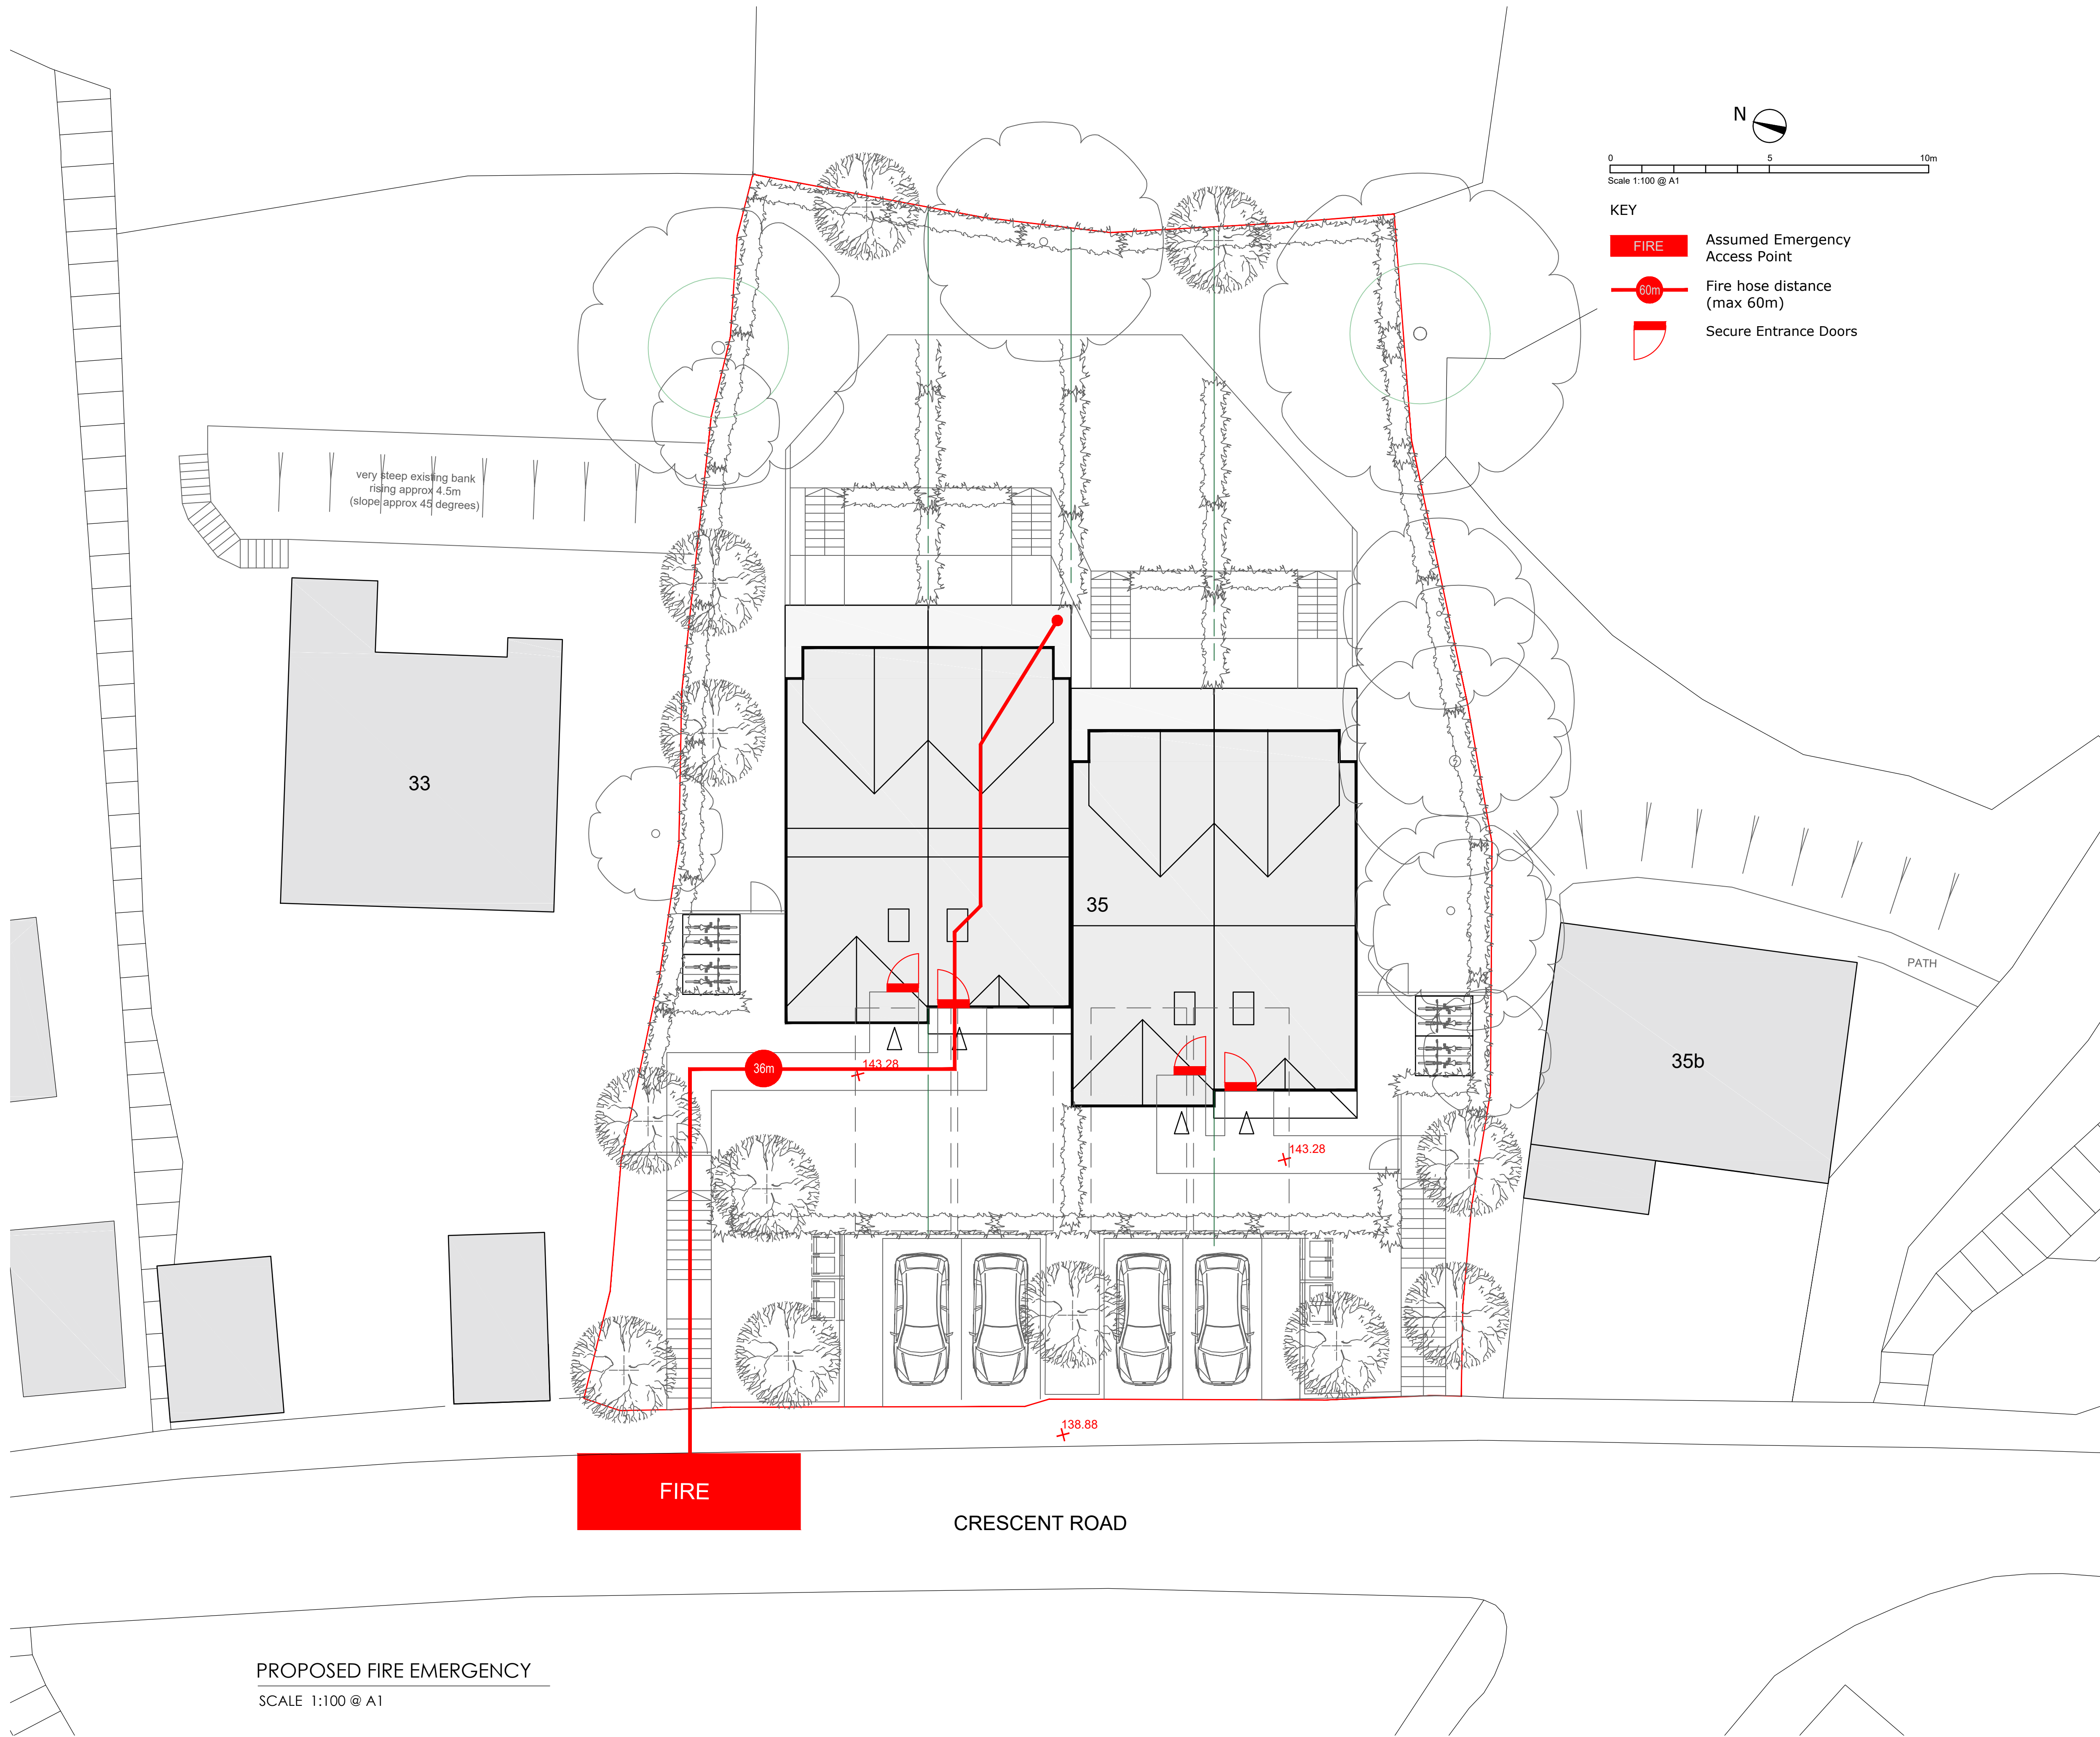 N
0 5 10m
Scale 1:100 @ A1
KEY
FIRE
Assumed Emergency
Access Point
60m
Fire hose distance
(max 60m)
Secure Entrance Doors
very steep existing bank
rising approx 4.5m
(slope approx 45 degrees)
33
35
PATH
35b
36m
143.28
143.28
138.88
FIRE
CRESCENT ROAD
PROPOSED FIRE EMERGENCY
SCALE 1:100 @ A1